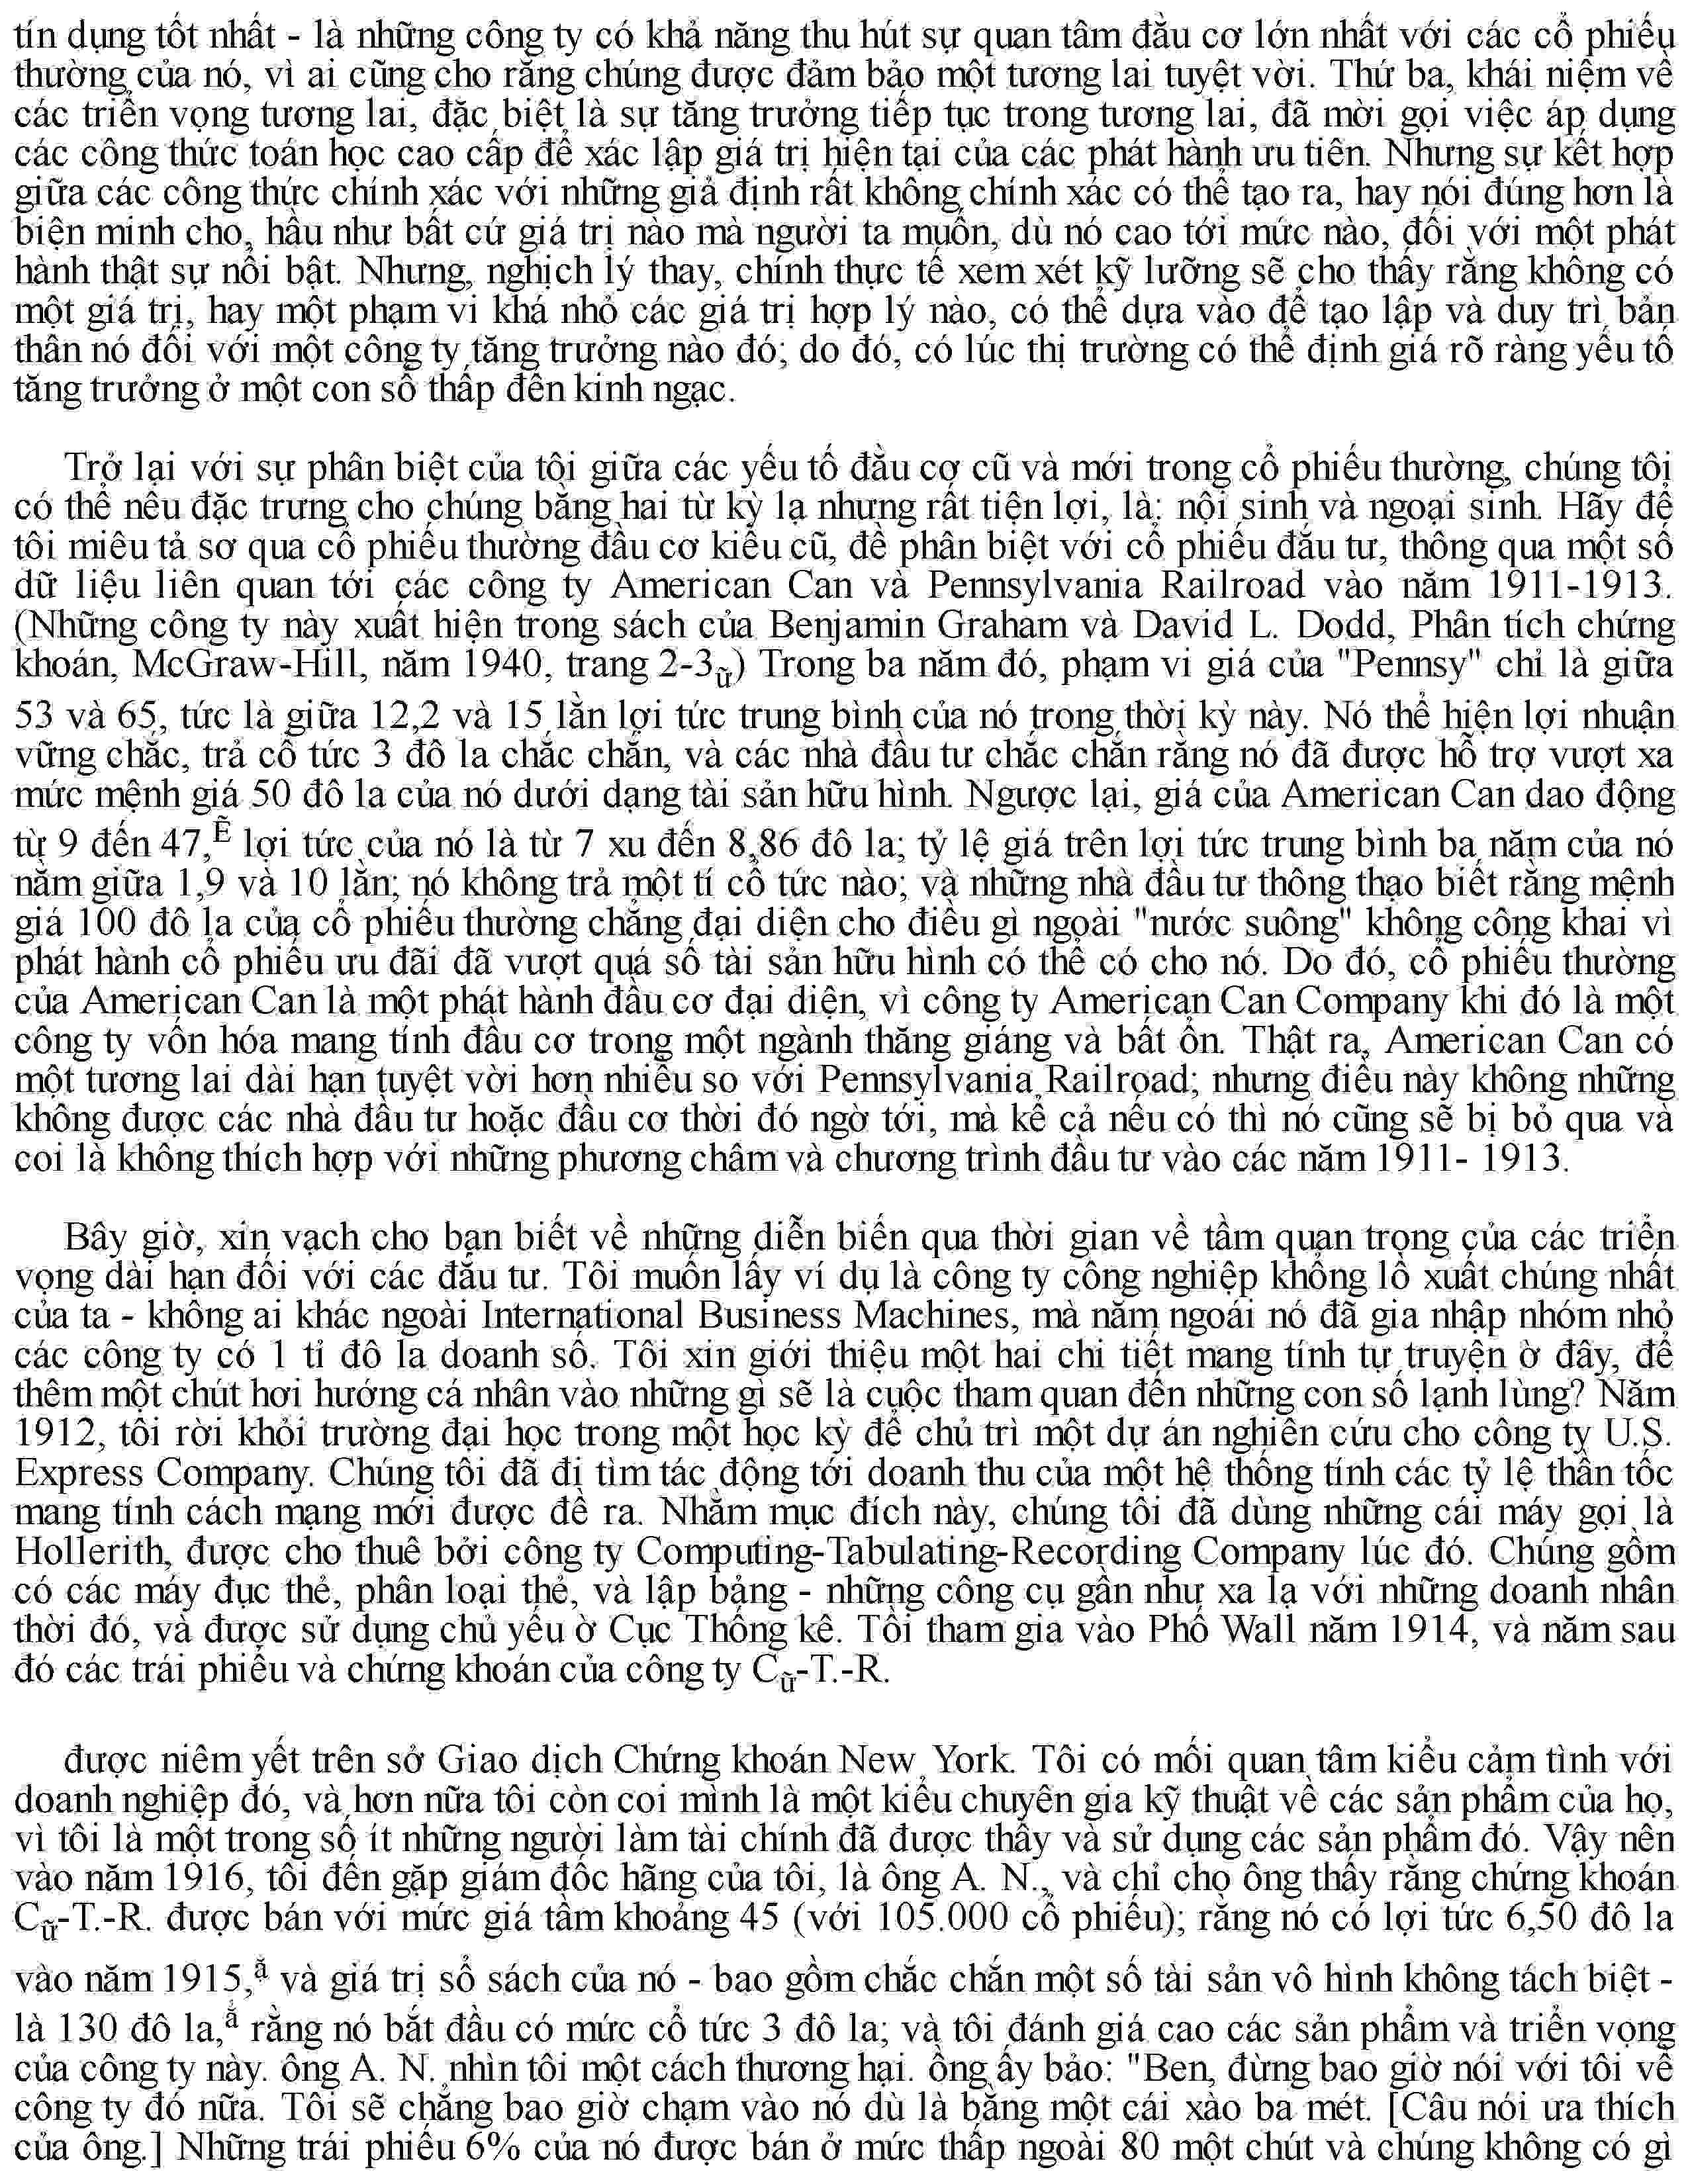 tín dụng tốt nhất - là những công ty có khả năng thu hút sự quan tâm đầu cơ lớn nhất với các cổ phiếu
thường của nó, vì ai cũng cho rằng chúng được đảm bảo một tương lai tuyệt vời. Thứ ba, khái niệm về
các triển vọng tương lai, đặc biệt là sự tăng trưởng tiếp tục trong tương lai, đã mời gọi việc áp dụng
các công thức toán học cao cấp để xác lập giá trị hiện tại của các phát hành ưu tiên. Nhưng sự kết hợp
giữa các công thức chính xác với những giả định rất không chính xác có thể tạo ra, hay nói đúng hơn là
biện minh cho, hầu như bất cứ giá trị nào mà người ta muốn, dù nó cao tới mức nào, đối với một phát
hành thật sự nổi bật. Nhưng, nghịch lý thay, chính thực tế xem xét kỹ lưỡng sẽ cho thấy rằng không có
một giá trị, hay một phạm vi khá nhỏ các giá trị hợp lý nào, có thể dựa vào để tạo lập và duy trì bản
thân nó đối với một công ty tăng trưởng nào đó; do đó, có lúc thị trường có thể định giá rõ ràng yếu tố
tăng trưởng ở một con số thấp đến kinh ngạc.
Trở lại với sự phân biệt của tôi giữa các yếu tố đầu cơ cũ và mới trong cổ phiếu thường, chúng tôi
có thể nêu đặc trưng cho chúng bằng hai từ kỳ lạ nhưng rất tiện lợi, là: nội sinh và ngoại sinh. Hãy để
tôi miêu tả sơ qua cổ phiếu thường đầu cơ kiểu cũ, để phân biệt với cổ phiếu đầu tư, thông qua một số
dữ liệu liên quan tới các công ty American Can và Pennsylvania Railroad vào năm 1911-1913.
(Những công ty này xuất hiện trong sách của Benjamin Graham và David L. Dodd, Phân tích chứng
khoán, McGraw-Hill, năm 1940, trang 2-3ữ) Trong ba năm đó, phạm vi giá của "Pennsy" chỉ là giữa
53 và 65, tức là giữa 12,2 và 15 lần lợi tức trung bình của nó trong thời kỳ này. Nó thể hiện lợi nhuận
vững chắc, trả cổ tức 3 đô la chắc chắn, và các nhà đầu tư chắc chắn rằng nó đã được hỗ trợ vượt xa
mức mệnh giá 50 đô la của nó dưới dạng tài sản hữu hình. Ngược lại, giá của American Can dao động
từ 9 đến 47,Ẽ lợi tức của nó là từ 7 xu đến 8,86 đô la; tỷ lệ giá trên lợi tức trung bình ba năm của nó
nằm giữa 1,9 và 10 lần; nó không trả một tí cổ tức nào; và những nhà đầu tư thông thạo biết rằng mệnh
giá 100 đô la của cổ phiếu thường chẳng đại diện cho điều gì ngoài "nước suông" không công khai vì
phát hành cổ phiếu ưu đãi đã vượt quá số tài sản hữu hình có thể có cho nó. Do đó, cổ phiếu thường
của American Can là một phát hành đầu cơ đại diện, vì công ty American Can Company khi đó là một
công ty vốn hóa mang tính đầu cơ trong một ngành thăng giáng và bất ổn. Thật ra, American Can có
một tương lai dài hạn tuyệt vời hơn nhiều so với Pennsylvania Railroad; nhưng điều này không những
không được các nhà đầu tư hoặc đầu cơ thời đó ngờ tới, mà kể cả nếu có thì nó cũng sẽ bị bỏ qua và
coi là không thích hợp với những phương châm và chương trình đầu tư vào các năm 1911- 1913.
Bây giờ, xin vạch cho bạn biết về những diễn biến qua thời gian về tầm quan trọng của các triển
vọng dài hạn đối với các đầu tư. Tôi muốn lấy ví dụ là công ty công nghiệp khổng lồ xuất chúng nhất
của ta - không ai khác ngoài International Business Machines, mà năm ngoái nó đã gia nhập nhóm nhỏ
các công ty có 1 tỉ đô la doanh số. Tôi xin giới thiệu một hai chi tiết mang tính tự truyện ờ đây, để
thêm một chút hơi hướng cá nhân vào những gì sẽ là cuộc tham quan đến những con số lạnh lùng? Năm
1912, tôi rời khỏi trường đại học trong một học kỳ để chủ trì một dự án nghiên cứu cho công ty U.S.
Express Company. Chúng tôi đã đi tìm tác động tới doanh thu của một hệ thống tính các tỷ lệ thần tốc
mang tính cách mạng mới được đề ra. Nhằm mục đích này, chúng tôi đã dùng những cái máy gọi là
Hollerith, được cho thuê bởi công ty Computing-Tabulating-Recording Company lúc đó. Chúng gồm
có các máy đục thẻ, phân loại thẻ, và lập bảng - những công cụ gần như xa lạ với những doanh nhân
thời đó, và được sử dụng chủ yếu ờ Cục Thống kê. Tôi tham gia vào Phố Wall năm 1914, và năm sau
đó các trái phiếu và chứng khoán của công ty Cữ-T.-R.
được niêm yết trên sở Giao dịch Chứng khoán New York. Tôi có mối quan tâm kiểu cảm tình với
doanh nghiệp đó, và hơn nữa tôi còn coi mình là một kiểu chuyên gia kỹ thuật về các sản phẩm của họ,
vì tôi là một trong số ít những người làm tài chính đã được thấy và sử dụng các sản phẩm đó. Vậy nên
vào năm 1916, tôi đến gặp giám đốc hãng của tôi, là ông A. N., và chỉ cho ông thấy rằng chứng khoán
Cữ-T.-R. được bán với mức giá tầm khoảng 45 (với 105.000 cổ phiếu); rằng nó có lợi tức 6,50 đô la
vào năm 1915,ặ và giá trị sổ sách của nó - bao gồm chắc chắn một số tài sản vô hình không tách biệt -
là 130 đô la,ẳ rằng nó bắt đầu có mức cổ tức 3 đô la; và tôi đánh giá cao các sản phẩm và triển vọng
của công ty này. ông A. N. nhìn tôi một cách thương hại. ồng ấy bảo: "Ben, đừng bao giờ nói với tôi về
công ty đó nữa. Tôi sẽ chẳng bao giờ chạm vào nó dù là bằng một cái xào ba mét. [Câu nói ưa thích
của ông.] Những trái phiếu 6% của nó được bán ở mức thấp ngoài 80 một chút và chúng không có gì